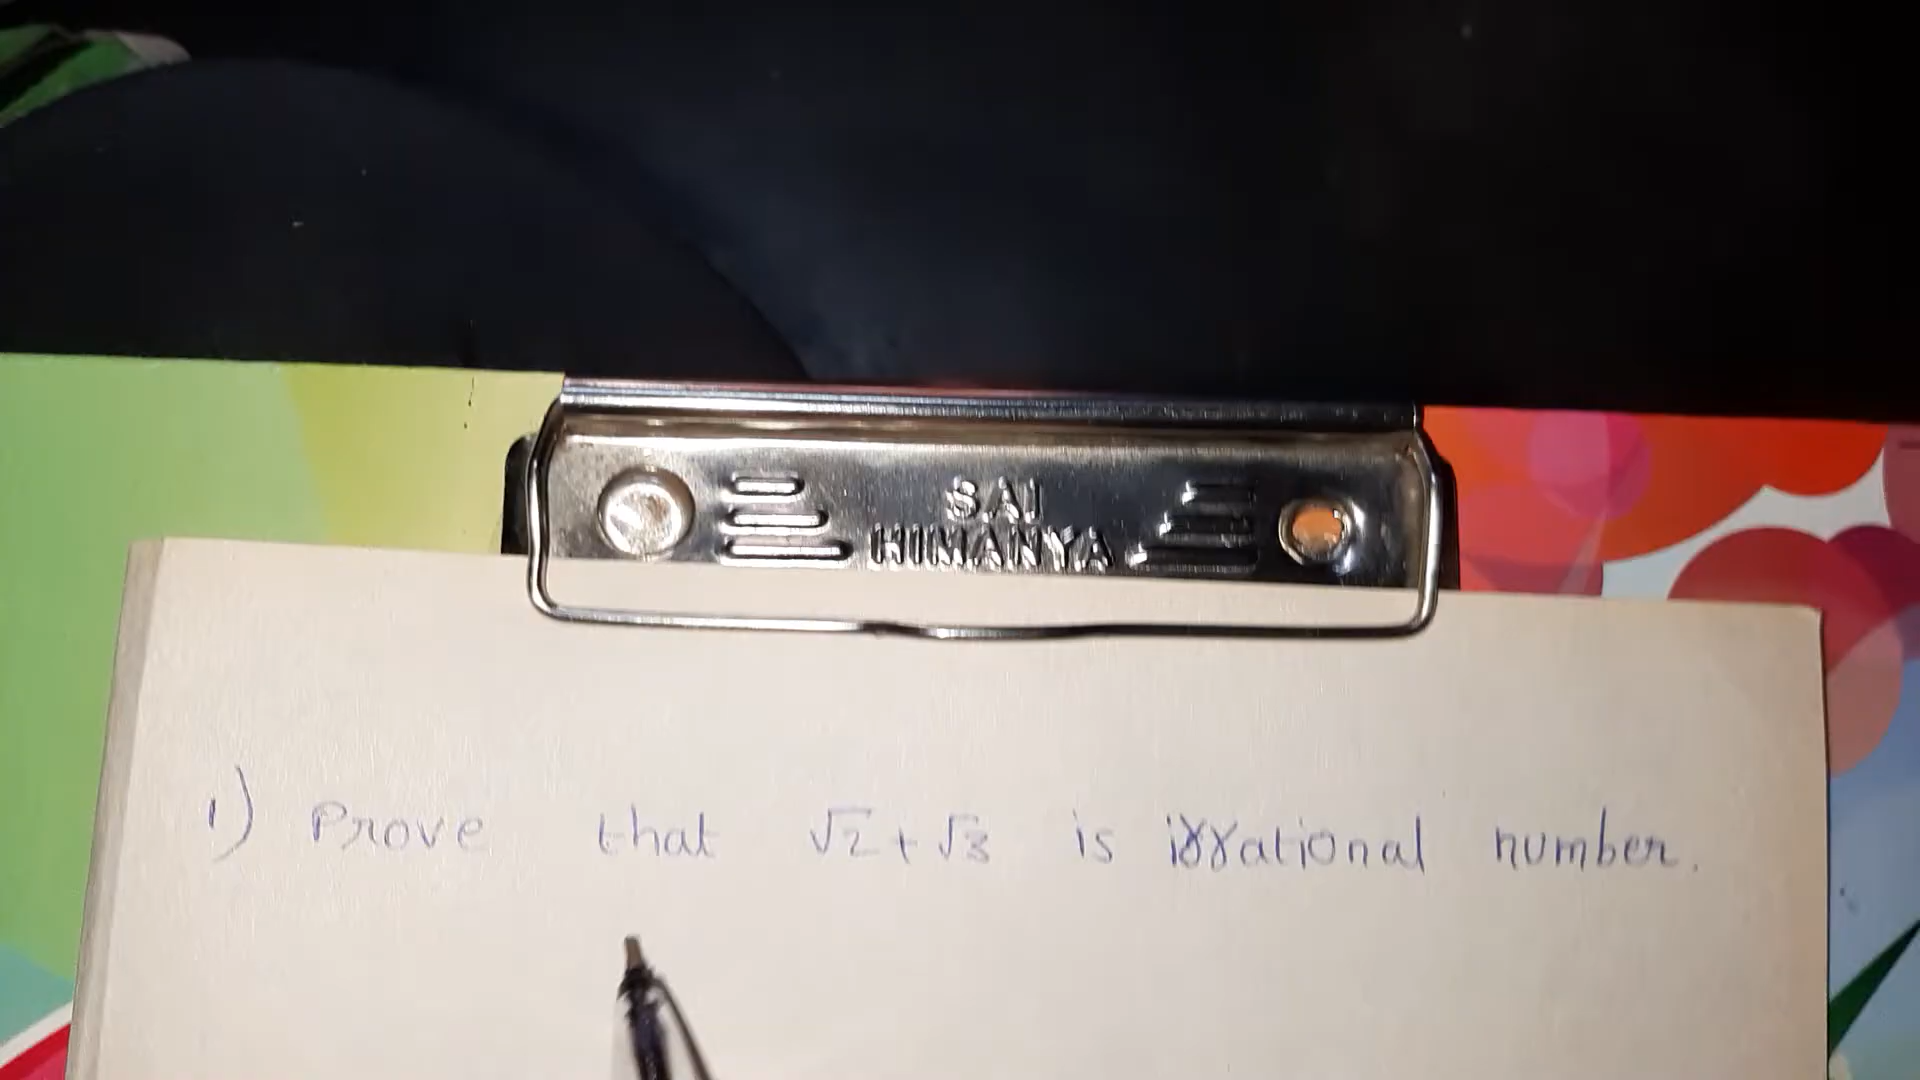 SAI
HIMANYA
1) Prove that √2 + √3 is irrational number.